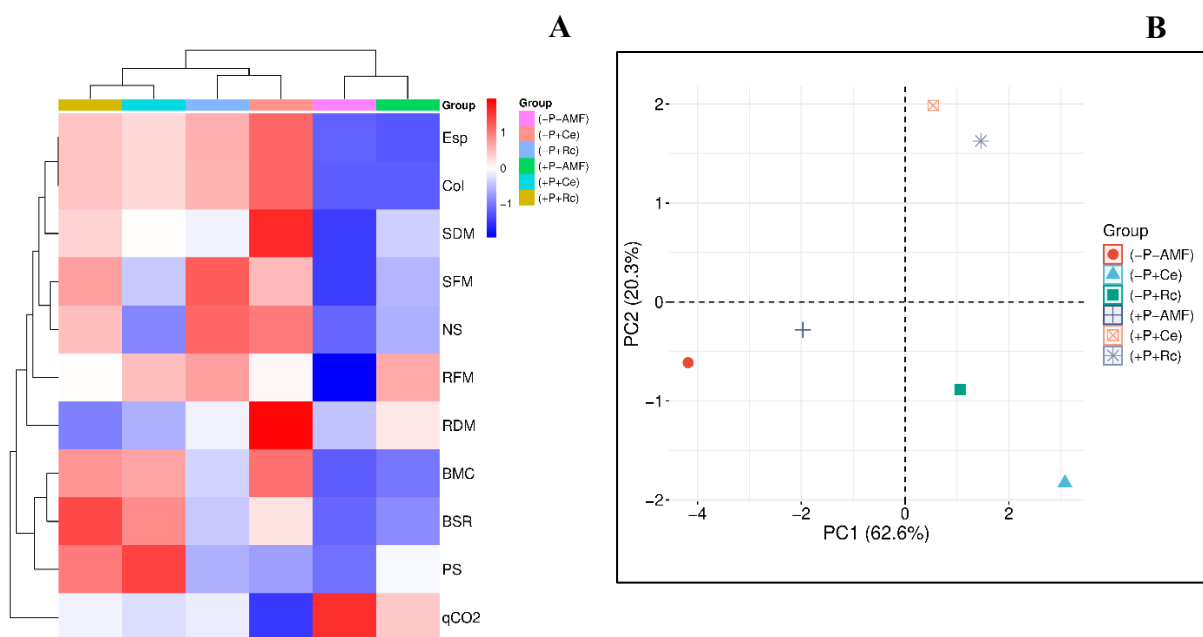 A
Group
Esp
Col
SDM
SFM
NS
RFM
RDM
BMC
BSR
PS
qCO2
Group
(−P−AMF)
(−P+Ce)
(−P+Rc)
(+P−AMF)
(+P+Ce)
(+P+Rc)
1
0
−1
B
PC2 (20.3%)
2
1
0
−1
−2
−4
−2
0
2
PC1 (62.6%)
Group
(−P−AMF)
(−P+Ce)
(−P+Rc)
(+P−AMF)
(+P+Ce)
(+P+Rc)